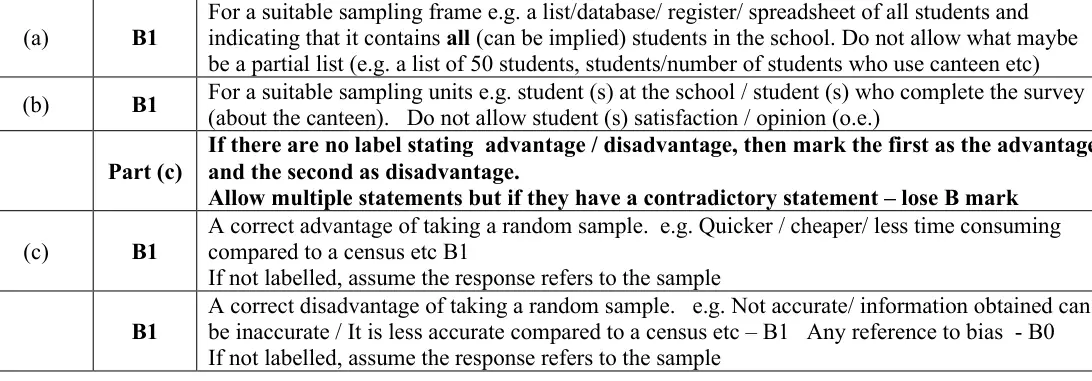 For a suitable sampling frame e.g. a list/database/ register/ spreadsheet of all students and
(a) B1 indicating that it contains all (can be implied) students in the school. Do not allow what maybe
be a partial list (e.g. a list of 50 students, students/number of students who use canteen etc)
(b) B1 For a suitable sampling units e.g. student (s) at the school / student (s) who complete the survey
(about the canteen).   Do not allow student (s) satisfaction / opinion (o.e.)
If there are no label stating  advantage / disadvantage, then mark the first as the advantage
Part (c) and the second as disadvantage.
Allow multiple statements but if they have a contradictory statement – lose B mark
A correct advantage of taking a random sample.  e.g. Quicker / cheaper/ less time consuming
(c) B1 compared to a census etc B1
If not labelled, assume the response refers to the sample
A correct disadvantage of taking a random sample.   e.g. Not accurate/ information obtained can
B1 be inaccurate / It is less accurate compared to a census etc – B1   Any reference to bias  - B0
If not labelled, assume the response refers to the sample